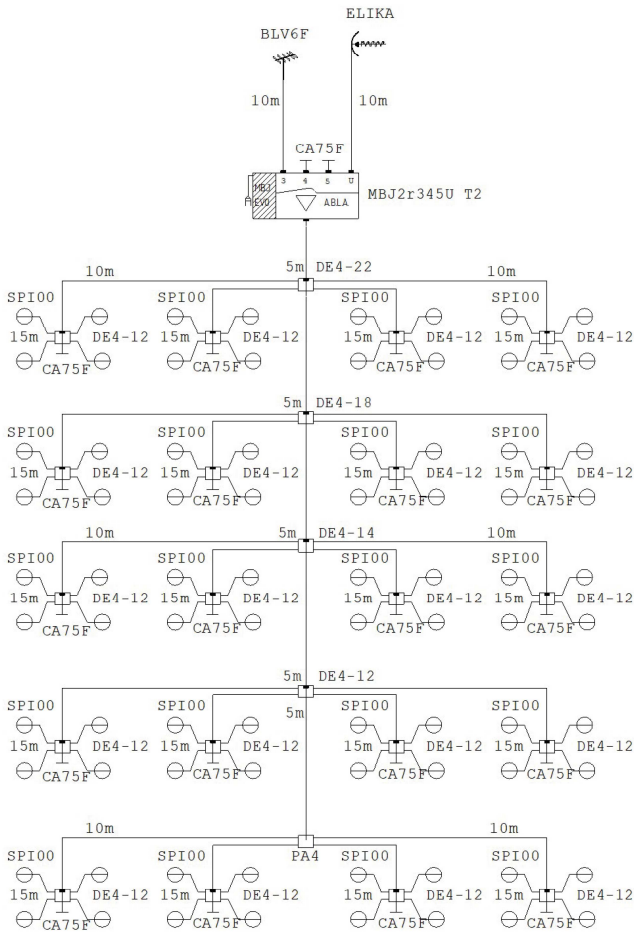 ELIKA
BLV6F
10m 10m
CA75F
3 4 5 U
MBJ
EVO A.B.L.A.
MBJ2r345U T2
10m 5m DE4-22 10m
SPI00 SPI00 SPI00 SPI00
15m DE4-12 15m DE4-12 15m DE4-12 15m DE4-12
CA75F CA75F CA75F CA75F
5m DE4-18
SPI00 SPI00 SPI00 SPI00
15m DE4-12 15m DE4-12 15m DE4-12 15m DE4-12
CA75F CA75F CA75F CA75F
10m 5m DE4-14 10m
SPI00 SPI00 SPI00 SPI00
15m DE4-12 15m DE4-12 15m DE4-12 15m DE4-12
CA75F CA75F CA75F CA75F
5m DE4-12
5m
SPI00 SPI00 SPI00 SPI00
15m DE4-12 15m DE4-12 15m DE4-12 15m DE4-12
CA75F CA75F CA75F CA75F
10m 10m
PA4
SPI00 SPI00 SPI00 SPI00
15m DE4-12 15m DE4-12 15m DE4-12 15m DE4-12
CA75F CA75F CA75F CA75F